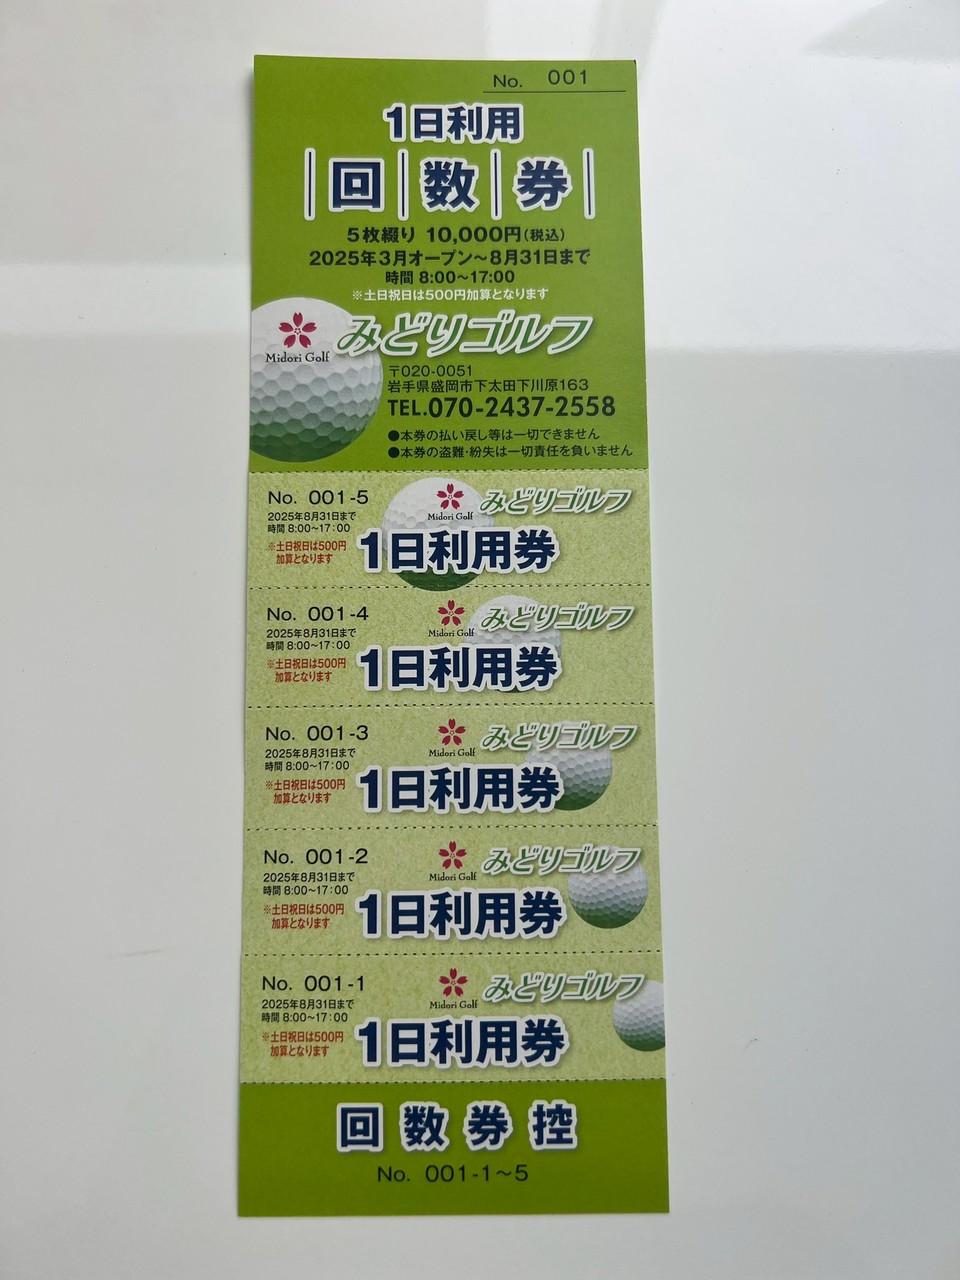 No. 001
1日利用
回数券
5枚綴り 10,000円(税込)
2025年3月オープン〜8月31日まで
時間 8:00〜17:00
※土日祝日は500円加算となります
Midori Golf
みどりゴルフ
〒020-0051
岩手県盛岡市下太田下川原163
TEL.070-2437-2558
●本券の払い戻し等は一切できません
●本券の盗難・紛失は一切責任を負いません
No. 001-5
2025年8月31日まで
時間 8:00〜17:00
※土日祝日は500円
加算となります
Midori Golf
みどりゴルフ
1日利用券
No. 001-4
2025年8月31日まで
時間 8:00〜17:00
※土日祝日は500円
加算となります
Midori Golf
みどりゴルフ
1日利用券
No. 001-3
2025年8月31日まで
時間 8:00〜17:00
※土日祝日は500円
加算となります
Midori Golf
みどりゴルフ
1日利用券
No. 001-2
2025年8月31日まで
時間 8:00〜17:00
※土日祝日は500円
加算となります
Midori Golf
みどりゴルフ
1日利用券
No. 001-1
2025年8月31日まで
時間 8:00〜17:00
※土日祝日は500円
加算となります
Midori Golf
みどりゴルフ
1日利用券
回数券控
No. 001-1〜5